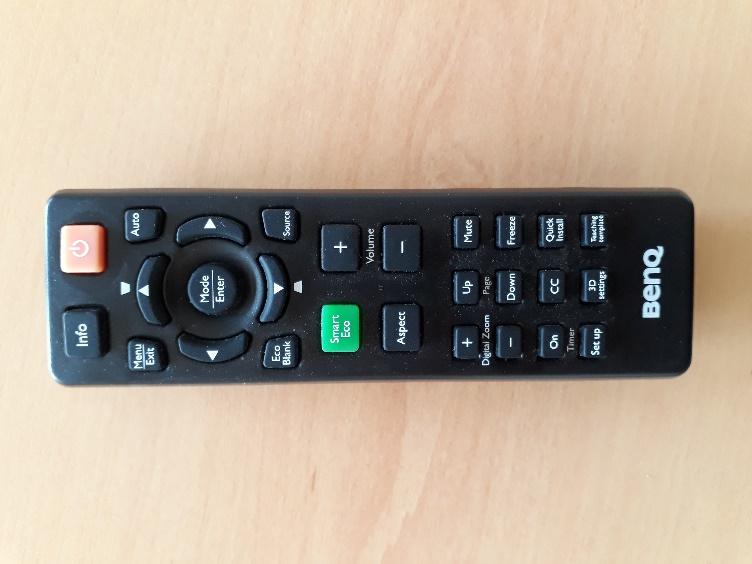 Info
Menu
Exit
Auto
Mode
Enter
Eco
Blank
Source
Smart
Eco
+
Volume
Aspect
−
+
Up
Mute
Digital Zoom
Page
−
Down
Freeze
On
CC
Quick
Install
Timer
Set up
3D
settings
Teaching
template
BenQ